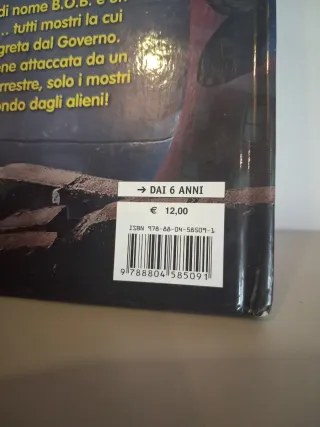 di nome B.O.B. e un
... tutti mostri la cui
greta dal Governo.
ne attaccata da un
rrestre, solo i mostri
ondo dagli alieni!
→ DAI 6 ANNI
€ 12,00
ISBN 978-88-04-58509-1
9 788804 585091